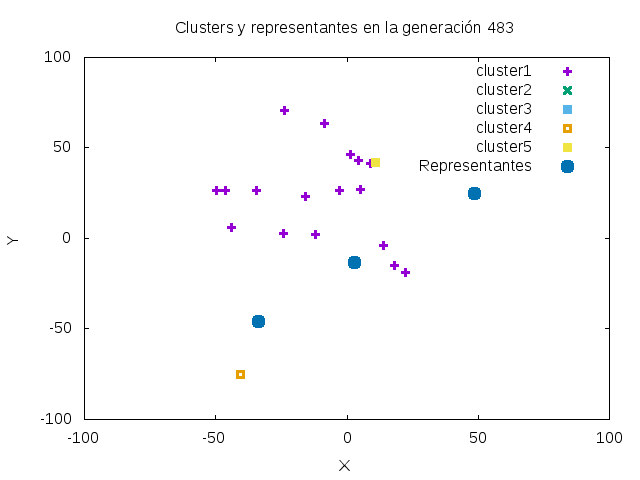 Clusters y representantes en la generación 483
100
cluster1
cluster2
cluster3
cluster4
50
cluster5
Representantes
Y
0
-50
-100
-100 -50 0 50 100
X